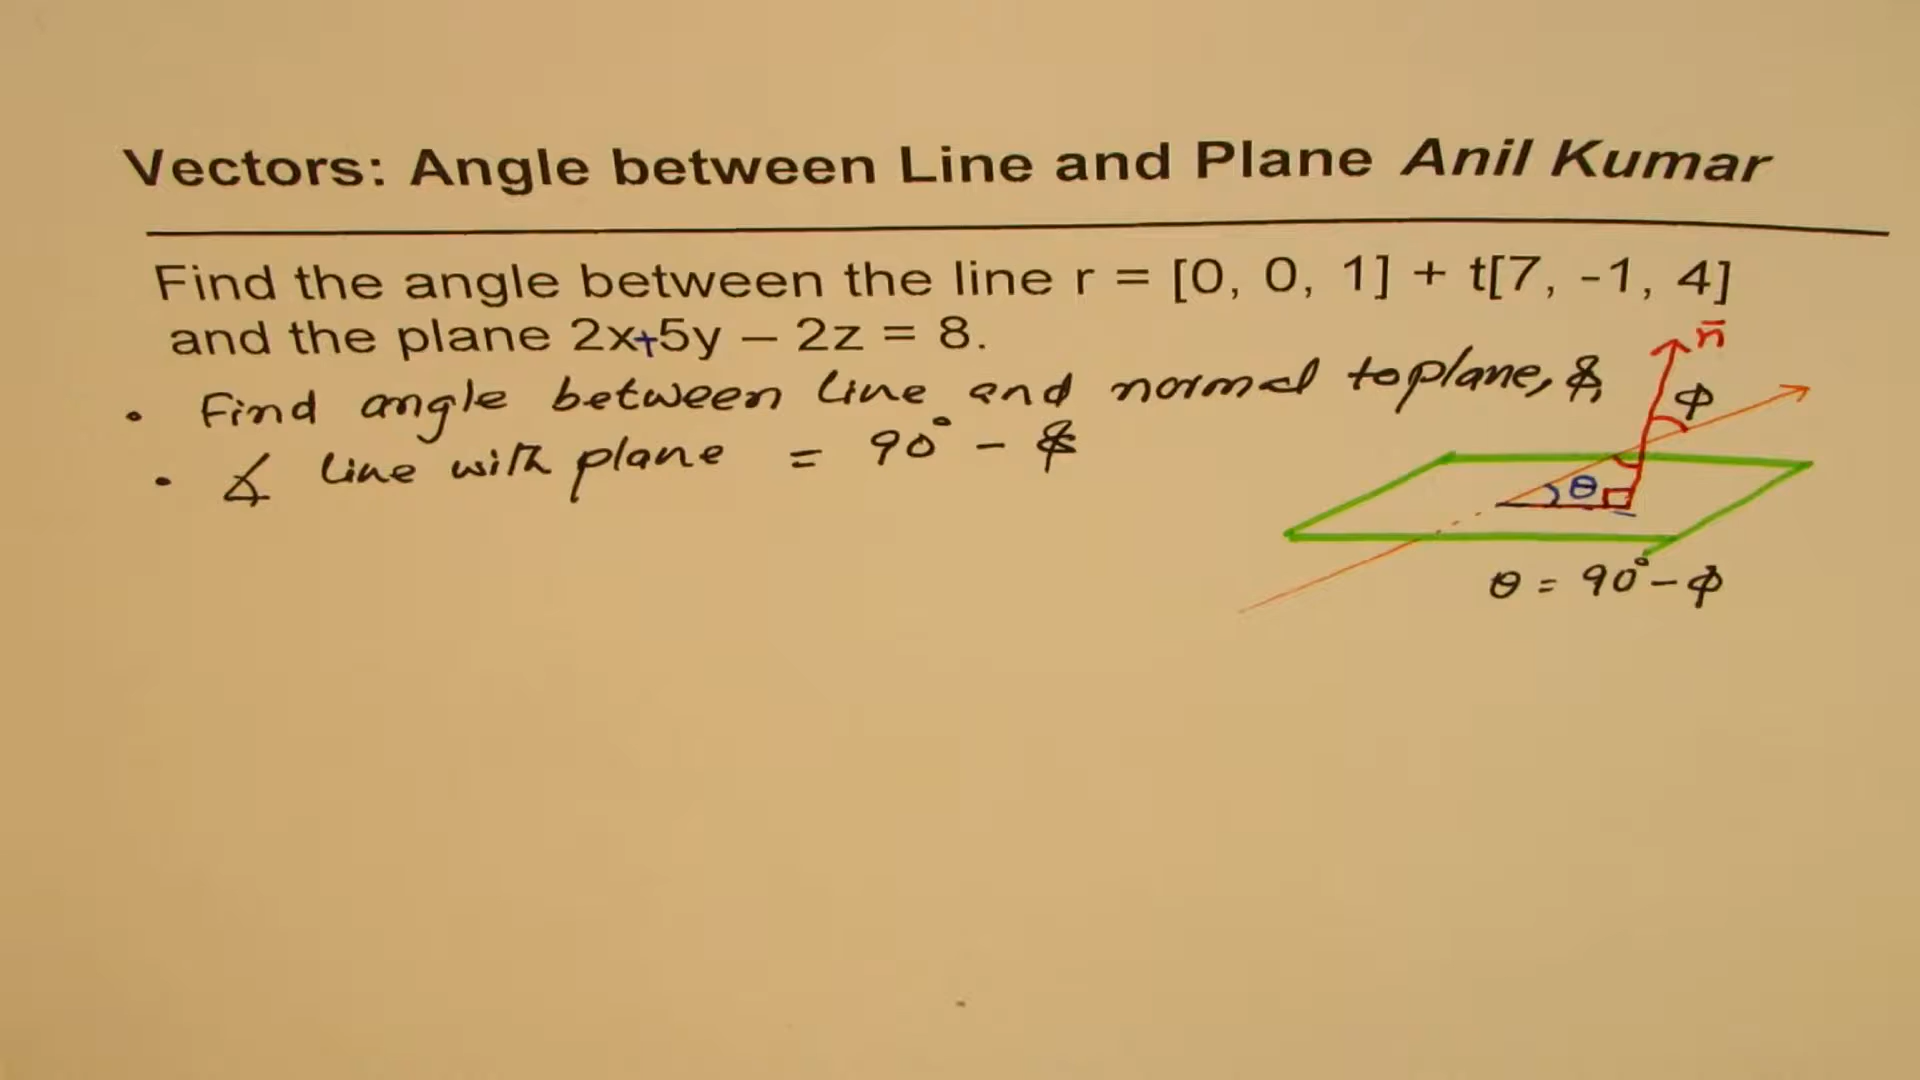 Vectors: Angle between Line and Plane Anil Kumar
Find the angle between the line r = [0, 0, 1] + t[7, -1, 4]
and the plane 2x+5y – 2z = 8.
• Find angle between line and normal to plane, ϕ
• ∡ line with plane = 90° - ϕ
n̄
ϕ
θ
θ = 90° - ϕ